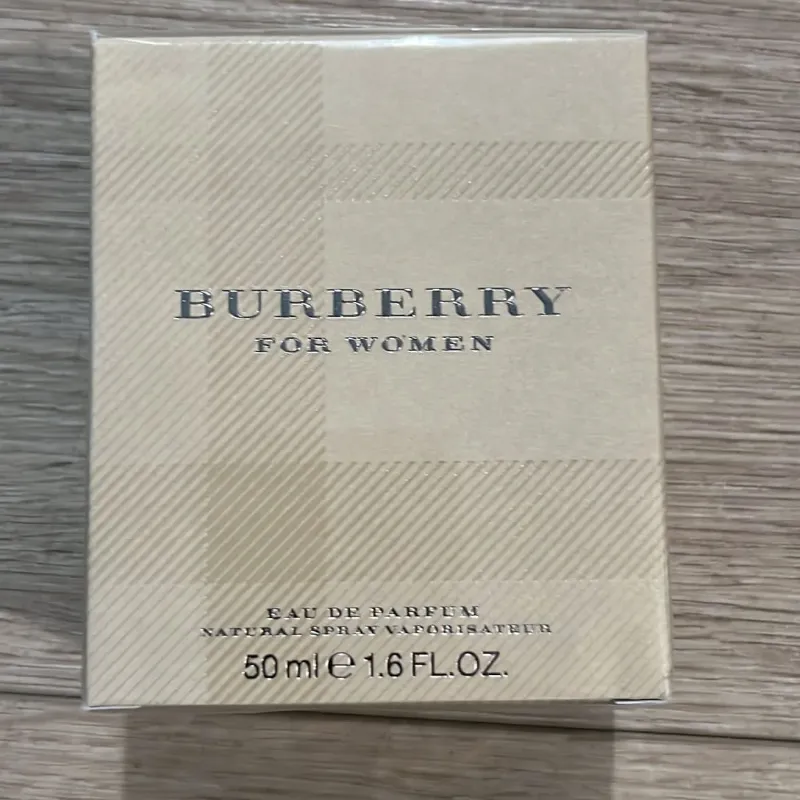 BURBERRY
FOR WOMEN
EAU DE PARFUM
NATURAL SPRAY VAPORISATEUR
50 ml ℮ 1.6 FL.OZ.